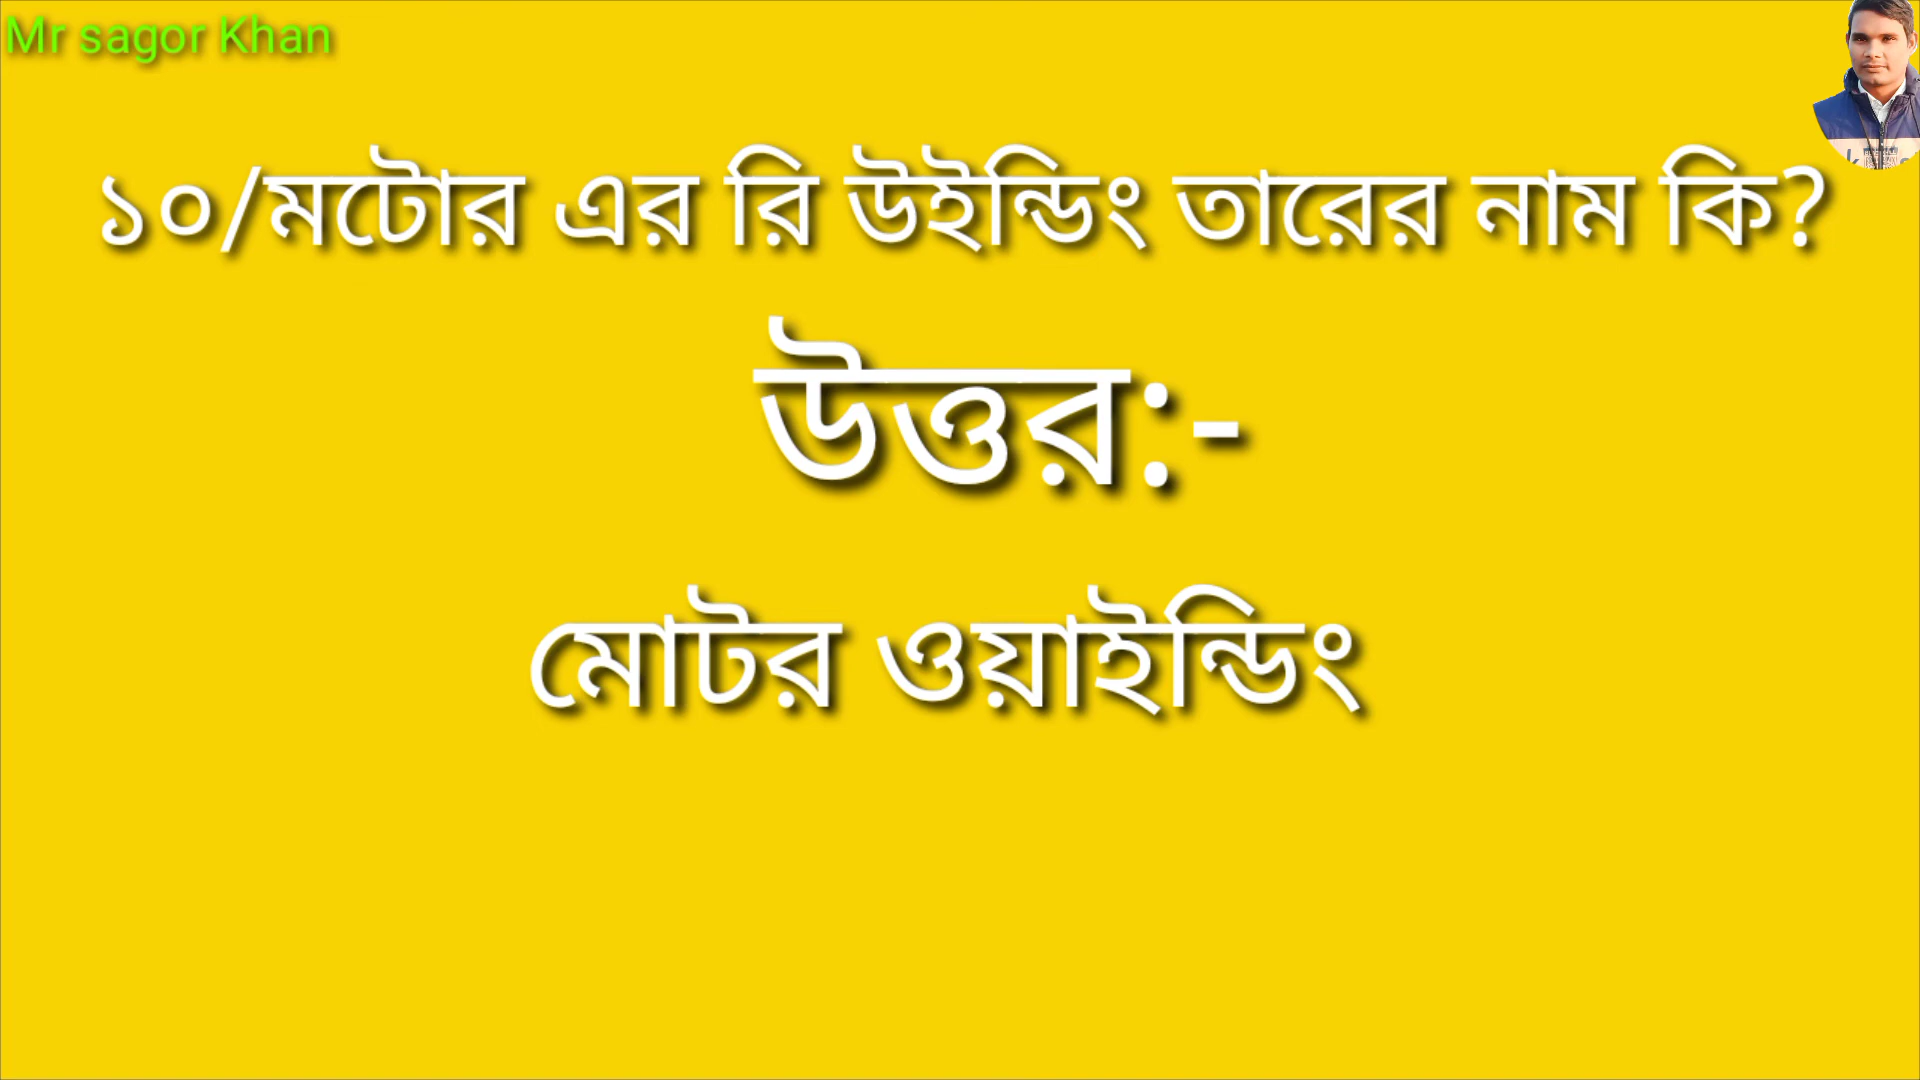 Mr sagor Khan
১০/মটোর এর রি উইন্ডিং তারের নাম কি?
উত্তর:-
মোটর ওয়াইন্ডিং